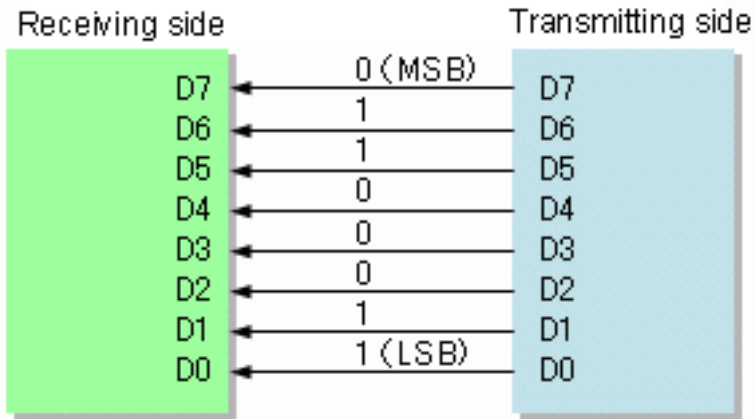 Receiving side Transmitting side
D7 0 (MSB) D7
D6 1 D6
D5 1 D5
D4 0 D4
D3 0 D3
D2 0 D2
D1 1 D1
D0 1 (LSB) D0